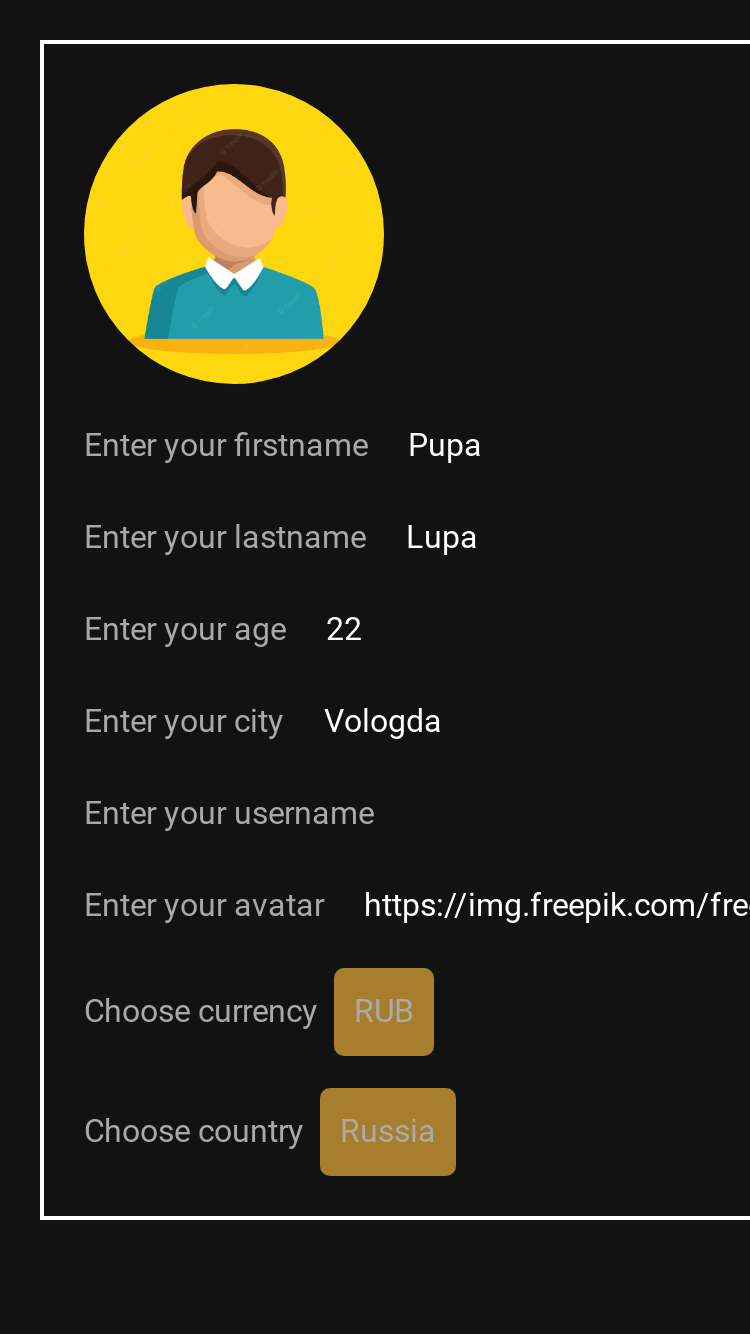 Enter your firstname Pupa
Enter your lastname Lupa
Enter your age 22
Enter your city Vologda
Enter your username
Enter your avatar https://img.freepik.com/fre
Choose currency RUB
Choose country Russia